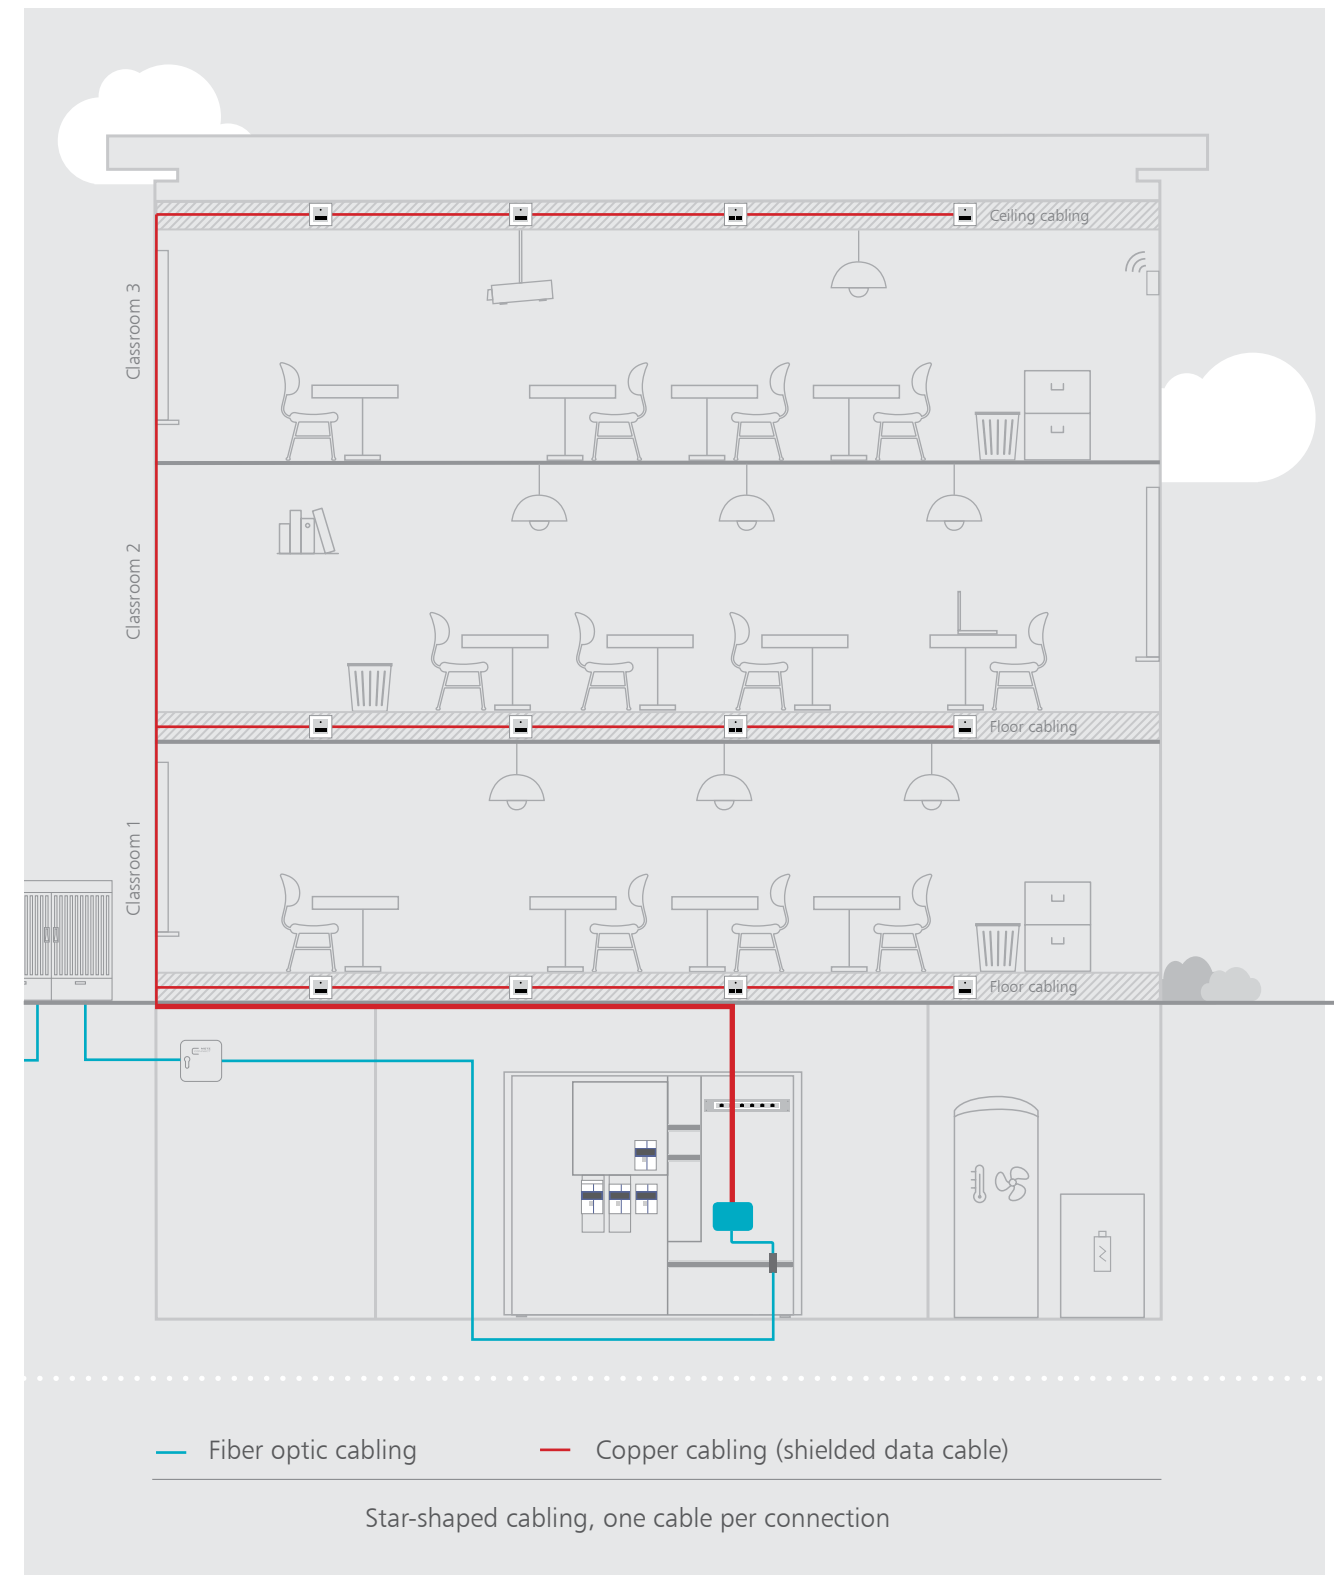 Ceiling cabling
Classroom 3
Classroom 2
Floor cabling
Classroom 1
Floor cabling
Fiber optic cabling
Copper cabling (shielded data cable)
Star-shaped cabling, one cable per connection